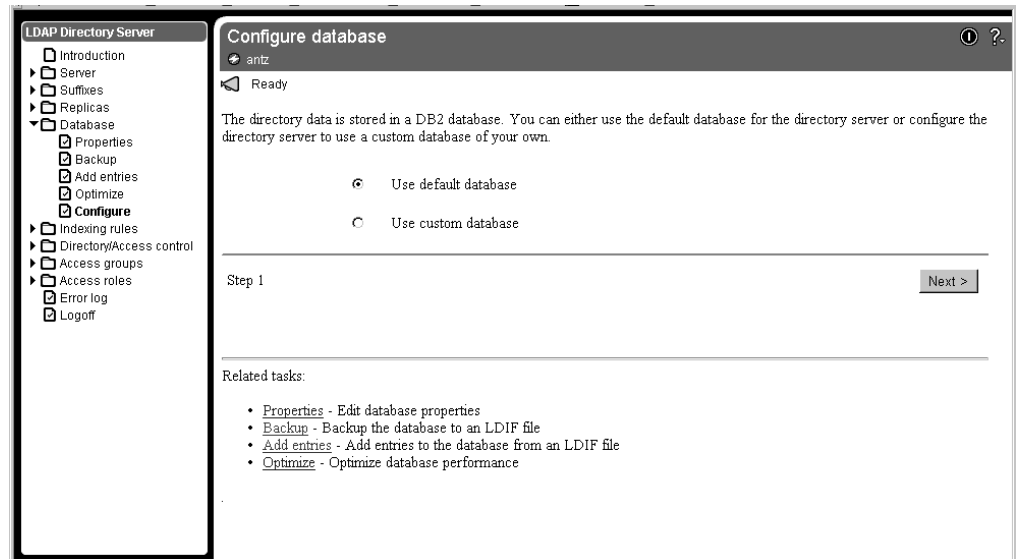 LDAP Directory Server
Introduction
Server
Suffixes
Replicas
Database
Properties
Backup
Add entries
Optimize
Configure
Indexing rules
Directory/Access control
Access groups
Access roles
Error log
Logoff
Configure database
antz
Ready
The directory data is stored in a DB2 database. You can either use the default database for the directory server or configure the
directory server to use a custom database of your own.
Use default database
Use custom database
Step 1
Next >
Related tasks:
• Properties - Edit database properties
• Backup - Backup the database to an LDIF file
• Add entries - Add entries to the database from an LDIF file
• Optimize - Optimize database performance
.